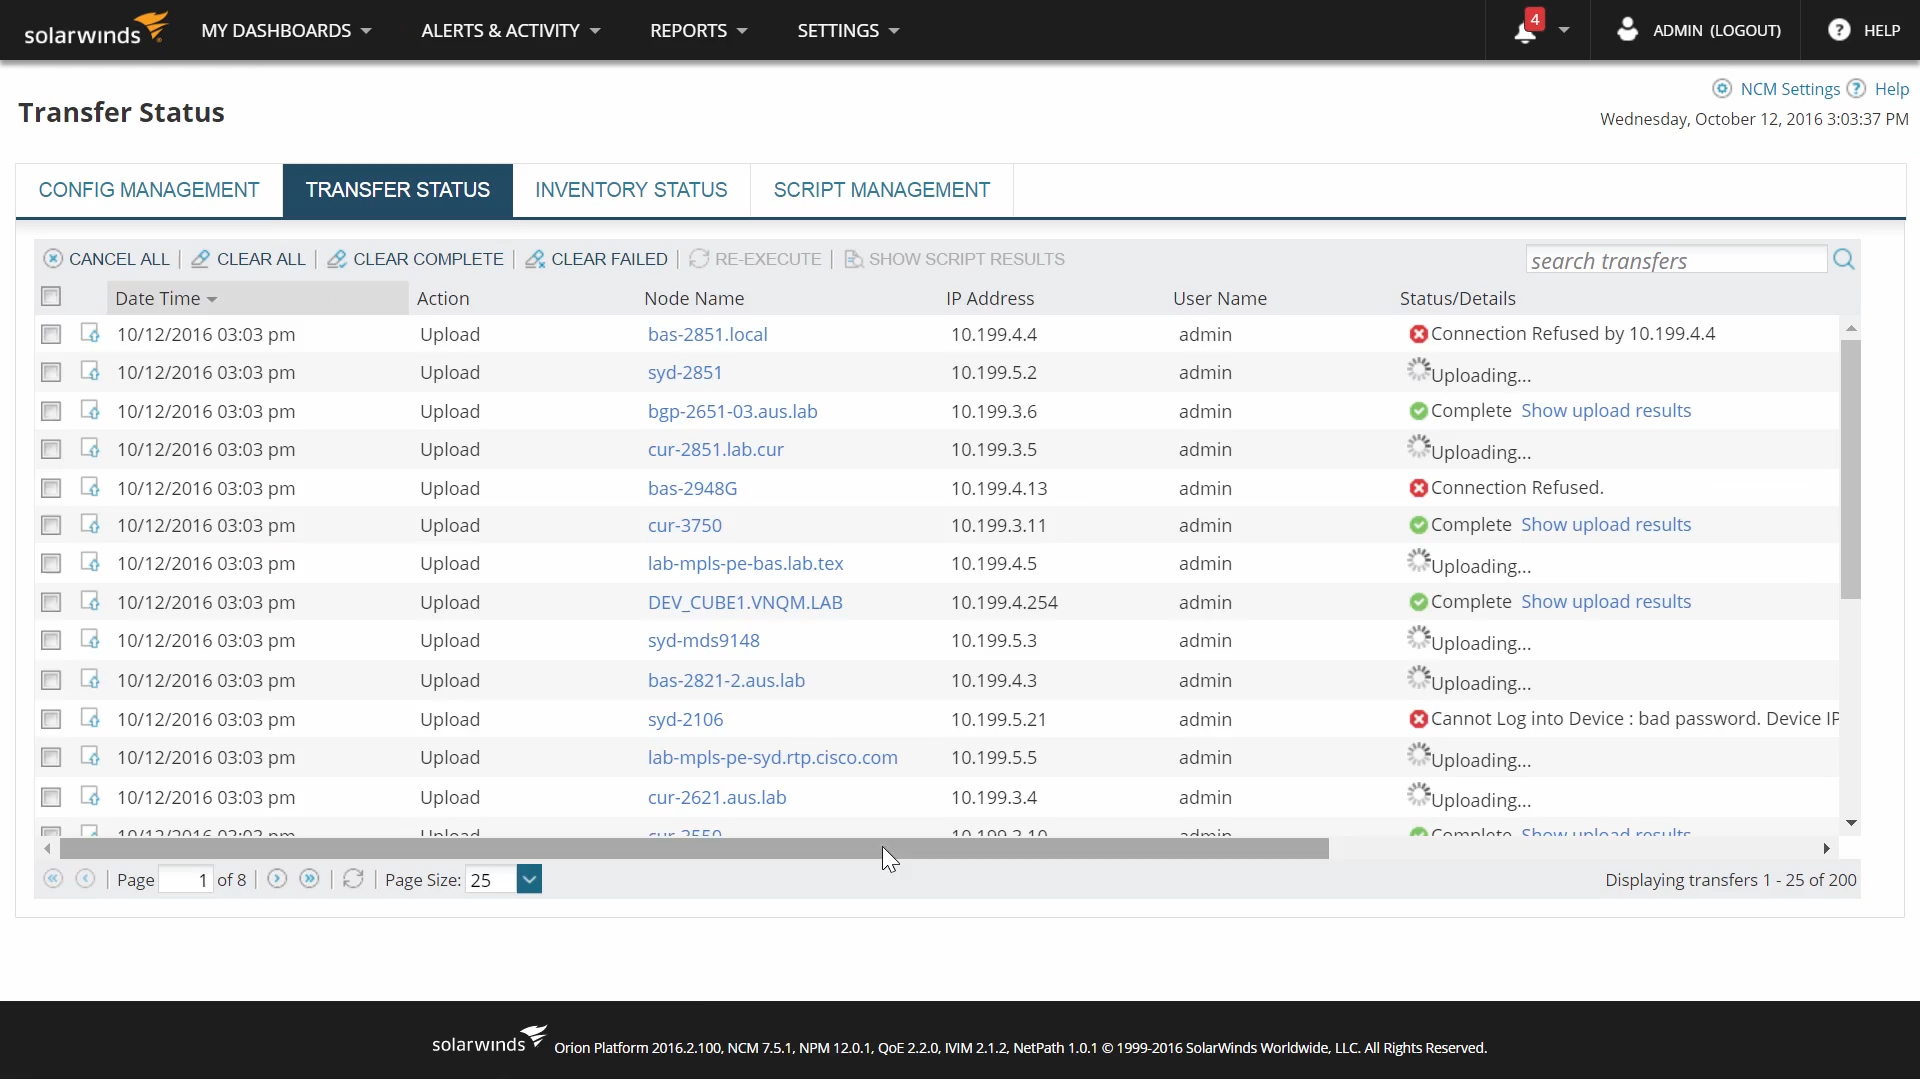 solarwinds MY DASHBOARDS ALERTS & ACTIVITY REPORTS SETTINGS 4 ADMIN (LOGOUT) ? HELP
NCM Settings ? Help
Transfer Status
Wednesday, October 12, 2016 3:03:37 PM
CONFIG MANAGEMENT TRANSFER STATUS INVENTORY STATUS SCRIPT MANAGEMENT
CANCEL ALL CLEAR ALL CLEAR COMPLETE CLEAR FAILED RE-EXECUTE SHOW SCRIPT RESULTS search transfers
Date Time Action Node Name IP Address User Name Status/Details
10/12/2016 03:03 pm Upload bas-2851.local 10.199.4.4 admin Connection Refused by 10.199.4.4
10/12/2016 03:03 pm Upload syd-2851 10.199.5.2 admin Uploading...
10/12/2016 03:03 pm Upload bgp-2651-03.aus.lab 10.199.3.6 admin Complete Show upload results
10/12/2016 03:03 pm Upload cur-2851.lab.cur 10.199.3.5 admin Uploading...
10/12/2016 03:03 pm Upload bas-2948G 10.199.4.13 admin Connection Refused.
10/12/2016 03:03 pm Upload cur-3750 10.199.3.11 admin Complete Show upload results
10/12/2016 03:03 pm Upload lab-mpls-pe-bas.lab.tex 10.199.4.5 admin Uploading...
10/12/2016 03:03 pm Upload DEV_CUBE1.VNQM.LAB 10.199.4.254 admin Complete Show upload results
10/12/2016 03:03 pm Upload syd-mds9148 10.199.5.3 admin Uploading...
10/12/2016 03:03 pm Upload bas-2821-2.aus.lab 10.199.4.3 admin Uploading...
10/12/2016 03:03 pm Upload syd-2106 10.199.5.21 admin Cannot Log into Device : bad password. Device IP
10/12/2016 03:03 pm Upload lab-mpls-pe-syd.rtp.cisco.com 10.199.5.5 admin Uploading...
10/12/2016 03:03 pm Upload cur-2621.aus.lab 10.199.3.4 admin Uploading...
10/12/2016 03:03 pm Upload cur-3550 10.199.3.10 admin Complete Show upload results
Page 1 of 8 Page Size: 25 Displaying transfers 1 - 25 of 200
solarwinds Orion Platform 2016.2.100, NCM 7.5.1, NPM 12.0.1, QoE 2.2.0, IVIM 2.1.2, NetPath 1.0.1 © 1999-2016 SolarWinds Worldwide, LLC. All Rights Reserved.